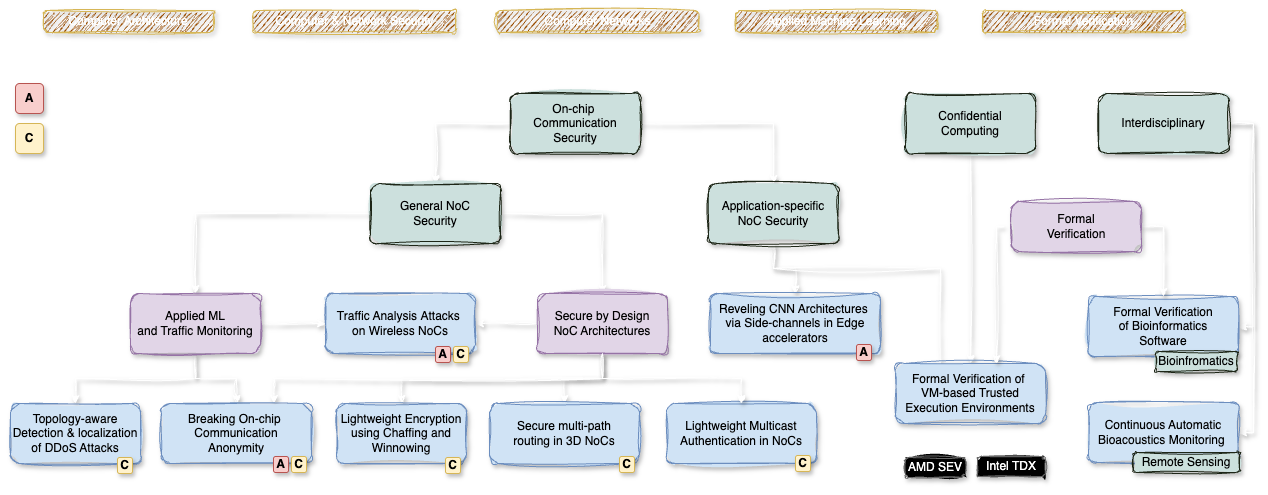 Computer Architecture
Computer & Network Security
Computer Networks
Applied Machine Learning
Formal Verification
A
C
On-chip
Communication
Security
Confidential
Computing
Interdisciplinary
General NoC
Security
Application-specific
NoC Security
Formal
Verification
Applied ML
and Traffic Monitoring
Traffic Analysis Attacks
on Wireless NoCs
A
C
Secure by Design
NoC Architectures
Reveling CNN Architectures
via Side-channels in Edge
accelerators
A
Formal Verification
of Bioinformatics
Software
Bioinfromatics
Formal Verification of
VM-based Trusted
Execution Environments
Topology-aware
Detection & localization
of DDoS Attacks
C
Breaking On-chip
Communication
Anonymity
A
C
Lightweight Encryption
using Chaffing and
Winnowing
C
Secure multi-path
routing in 3D NoCs
C
Lightweight Multicast
Authentication in NoCs
C
Continuous Automatic
Bioacoustics Monitoring
Remote Sensing
AMD SEV
Intel TDX